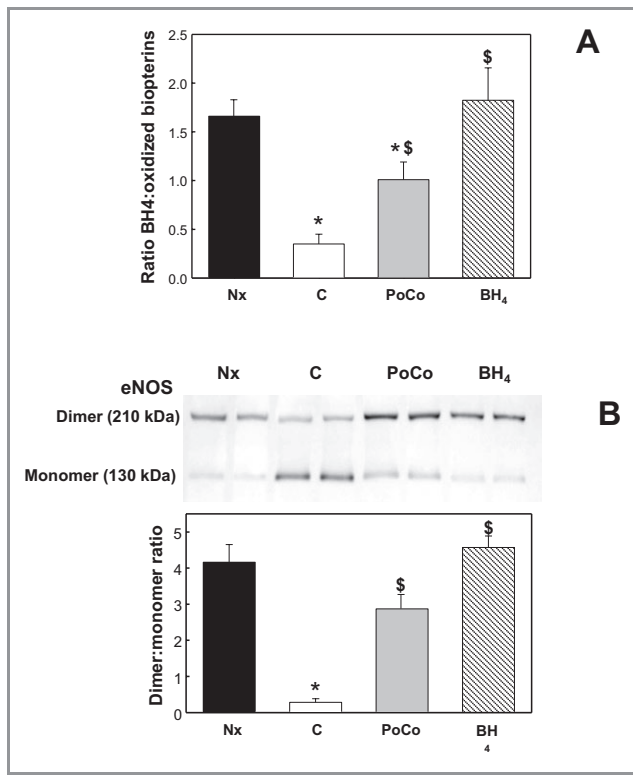 A
Ratio BH4:oxidized biopterins
2.5
2.0
1.5
1.0
0.5
0.0
*
* $
$
Nx C PoCo BH₄
B
Nx C PoCo BH₄
eNOS
Dimer (210 kDa)
Monomer (130 kDa)
Dimer:monomer ratio
5
4
3
2
1
0
*
$
$
Nx C PoCo BH
4